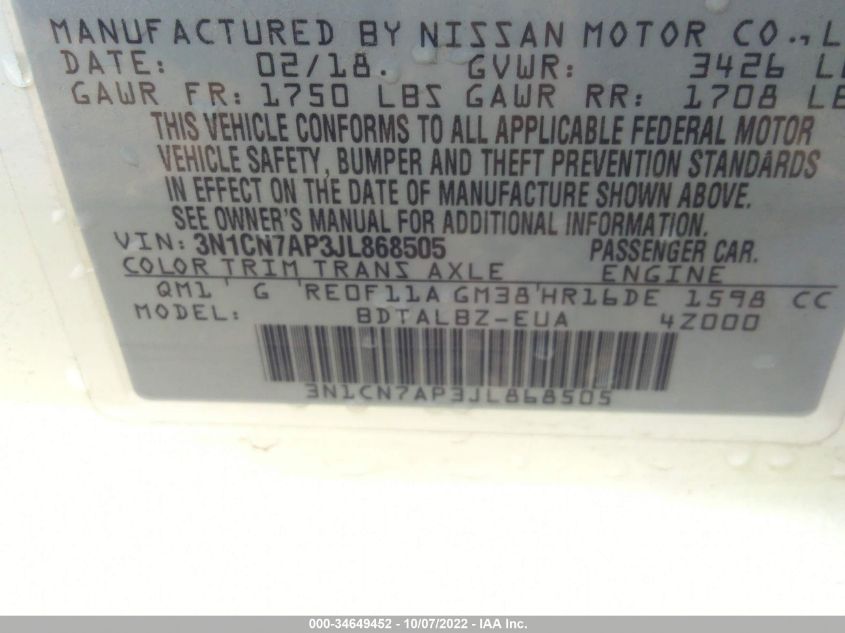 MANUFACTURED BY NISSAN MOTOR CO., L
DATE: 02/18. GVWR: 3426 L
GAWR FR: 1750 LBS GAWR RR: 1708 LB
THIS VEHICLE CONFORMS TO ALL APPLICABLE FEDERAL MOTOR
VEHICLE SAFETY, BUMPER AND THEFT PREVENTION STANDARDS
IN EFFECT ON THE DATE OF MANUFACTURE SHOWN ABOVE.
SEE OWNER'S MANUAL FOR ADDITIONAL INFORMATION.
VIN: 3N1CN7AP3JL868505 PASSENGER CAR.
COLOR TRIM TRANS AXLE ENGINE
QM1 ' G ' RE0F11A GM38 ' HR16DE 1598 CC
MODEL: BDTALBZ-EUA 4Z000
3N1CN7AP3JL868505
000-34649452 - 10/07/2022 - IAA Inc.